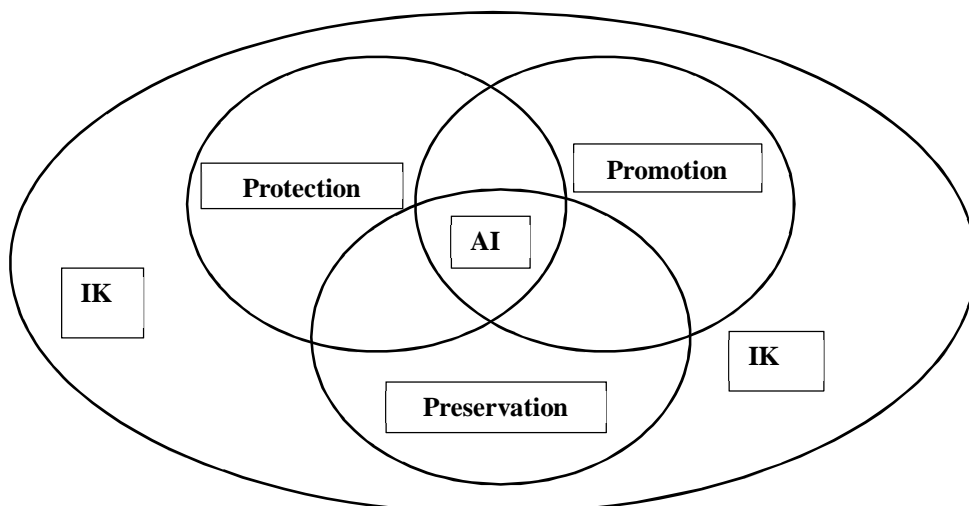 Promotion
Protection
AI
IK
IK
Preservation